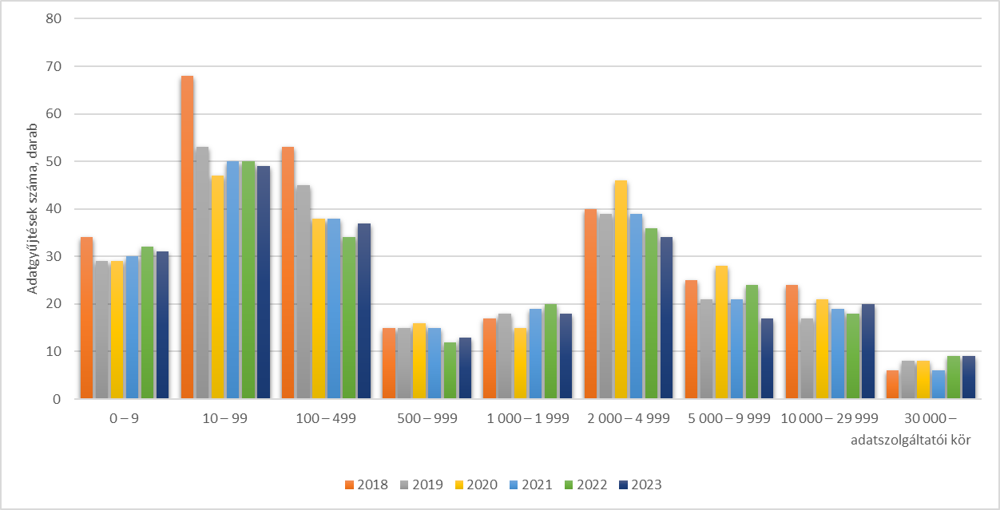 Adatgyűjtések száma, darab
80
70
60
50
40
30
20
10
0
0 – 9 10 – 99 100 – 499 500 – 999 1 000 – 1 999 2 000 – 4 999 5 000 – 9 999 10 000 – 29 999 30 000 –
adatszolgáltatói kör
2018 2019 2020 2021 2022 2023